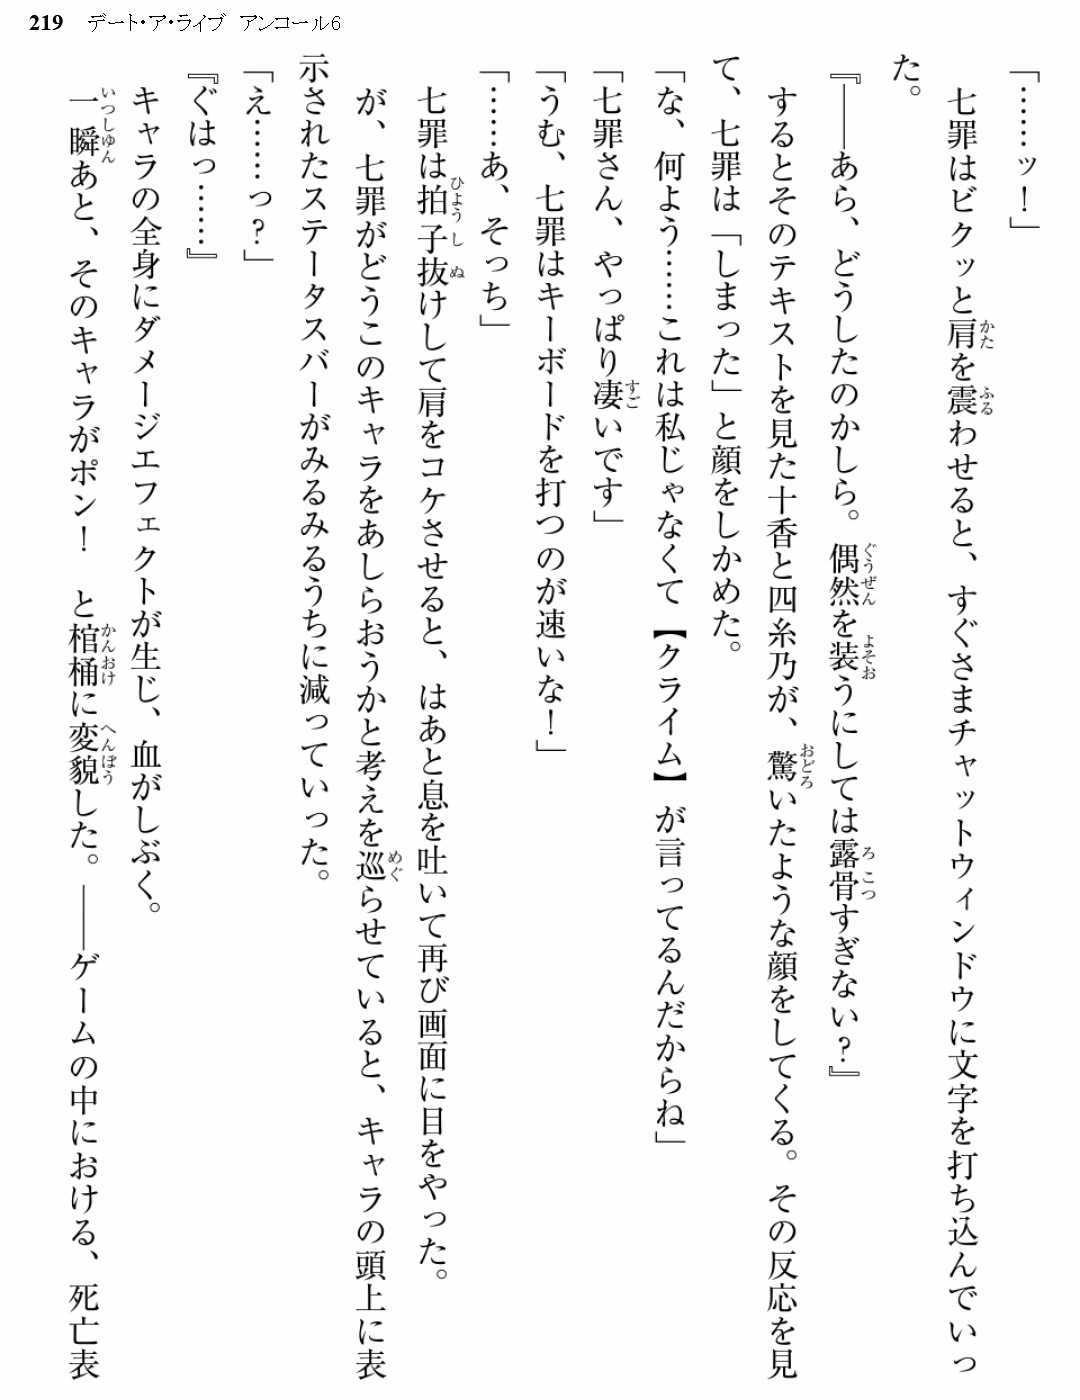 219 デート・ア・ライブ アンコール6
「……ッ！」
　七罪はビクッと肩を震わせると、すぐさまチャットウィンドウに文字を打ち込んでいっ
た。
『――あら、どうしたのかしら。偶然を装うにしては露骨すぎない？』
　するとそのテキストを見た十香と四糸乃が、驚いたような顔をしてくる。その反応を見
て、七罪は「しまった」と顔をしかめた。
「な、何よう……これは私じゃなくて【クライム】が言ってるんだからね」
「七罪さん、やっぱり凄いです」
「うむ、七罪はキーボードを打つのが速いな！」
「……あ、そっち」
　七罪は拍子抜けして肩をコケさせると、はあと息を吐いて再び画面に目をやった。
　が、七罪がどうこのキャラをあしらおうかと考えを巡らせていると、キャラの頭上に表
示されたステータスバーがみるみるうちに減っていった。
「え……っ？」
『ぐはっ……』
　キャラの全身にダメージエフェクトが生じ、血がしぶく。
　一瞬あと、そのキャラがポン！　と棺桶に変貌した。――ゲームの中における、死亡表